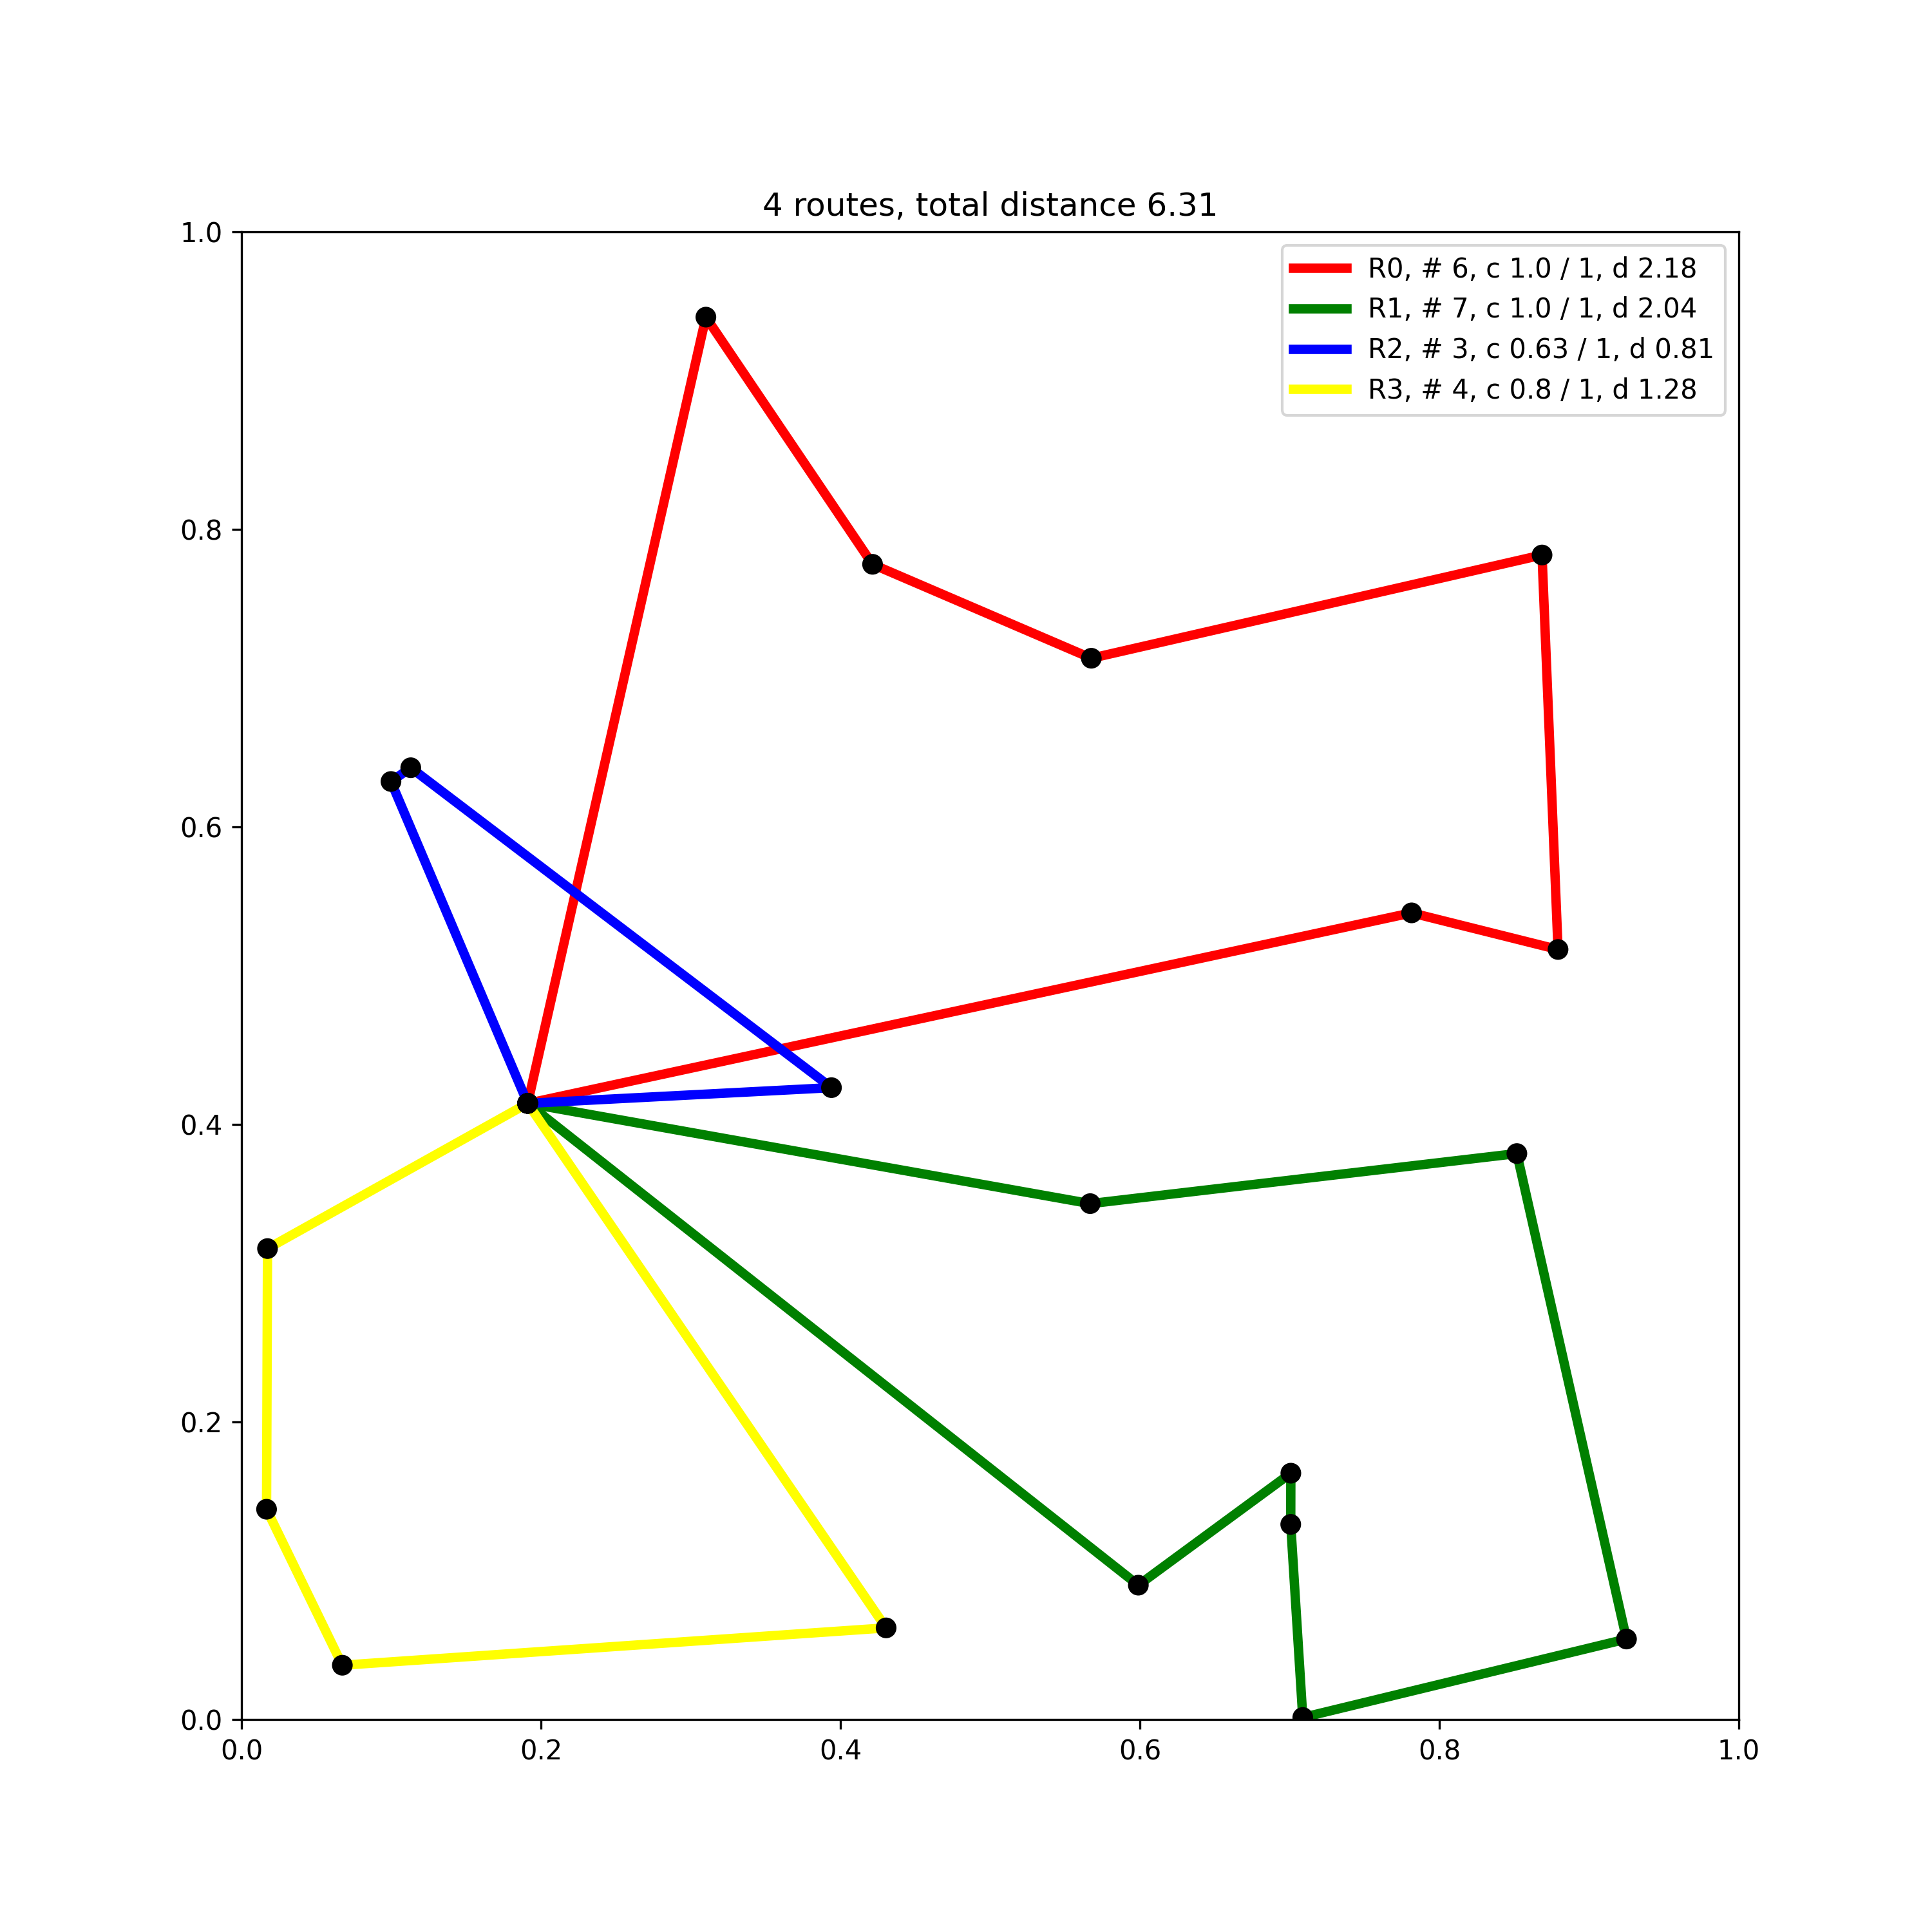 4 routes, total distance 6.31
1.0
R0, # 6, c 1.0 / 1, d 2.18
R1, # 7, c 1.0 / 1, d 2.04
R2, # 3, c 0.63 / 1, d 0.81
R3, # 4, c 0.8 / 1, d 1.28
0.8
0.6
0.4
0.2
0.0
0.0 0.2 0.4 0.6 0.8 1.0